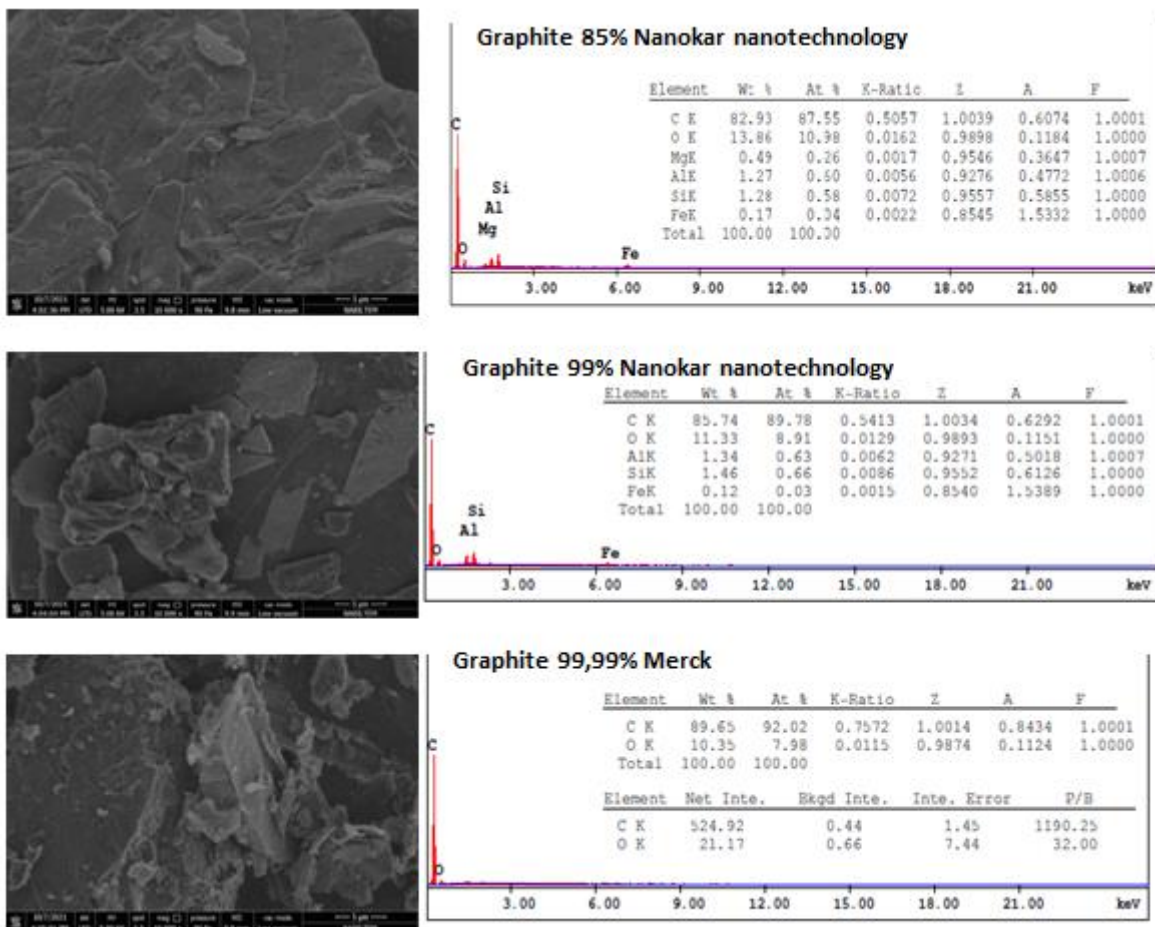 Graphite 85% Nanokar nanotechnology
Element Wt % At % K-Ratio Z A F
C K 82.93 87.55 0.5057 1.0039 0.6074 1.0001
O K 13.86 10.98 0.0162 0.9898 0.1184 1.0000
MgK 0.49 0.26 0.0017 0.9546 0.3647 1.0007
AlK 1.27 0.60 0.0056 0.9276 0.4772 1.0006
SiK 1.28 0.58 0.0072 0.9557 0.5855 1.0000
FeK 0.17 0.04 0.0022 0.8545 1.5332 1.0000
Total 100.00 100.00
C
Si
Al
Mg
O
Fe
3.00 6.00 9.00 12.00 15.00 18.00 21.00 keV
Graphite 99% Nanokar nanotechnology
Element Wt % At % K-Ratio Z A F
C K 85.74 89.78 0.5413 1.0034 0.6292 1.0001
O K 11.33 8.91 0.0129 0.9893 0.1151 1.0000
AlK 1.34 0.63 0.0062 0.9271 0.5018 1.0007
SiK 1.46 0.66 0.0086 0.9552 0.6126 1.0000
FeK 0.12 0.03 0.0015 0.8540 1.5389 1.0000
Total 100.00 100.00
C
Si
Al
O
Fe
3.00 6.00 9.00 12.00 15.00 18.00 21.00 keV
Graphite 99,99% Merck
Element Wt % At % K-Ratio Z A F
C K 89.65 92.02 0.7572 1.0014 0.8434 1.0001
O K 10.35 7.98 0.0115 0.9874 0.1124 1.0000
Total 100.00 100.00
Element Net Inte. Bkgd Inte. Inte. Error P/B
C K 524.92 0.44 1.45 1190.25
O K 21.17 0.66 7.44 32.00
C
O
3.00 6.00 9.00 12.00 15.00 18.00 21.00 keV